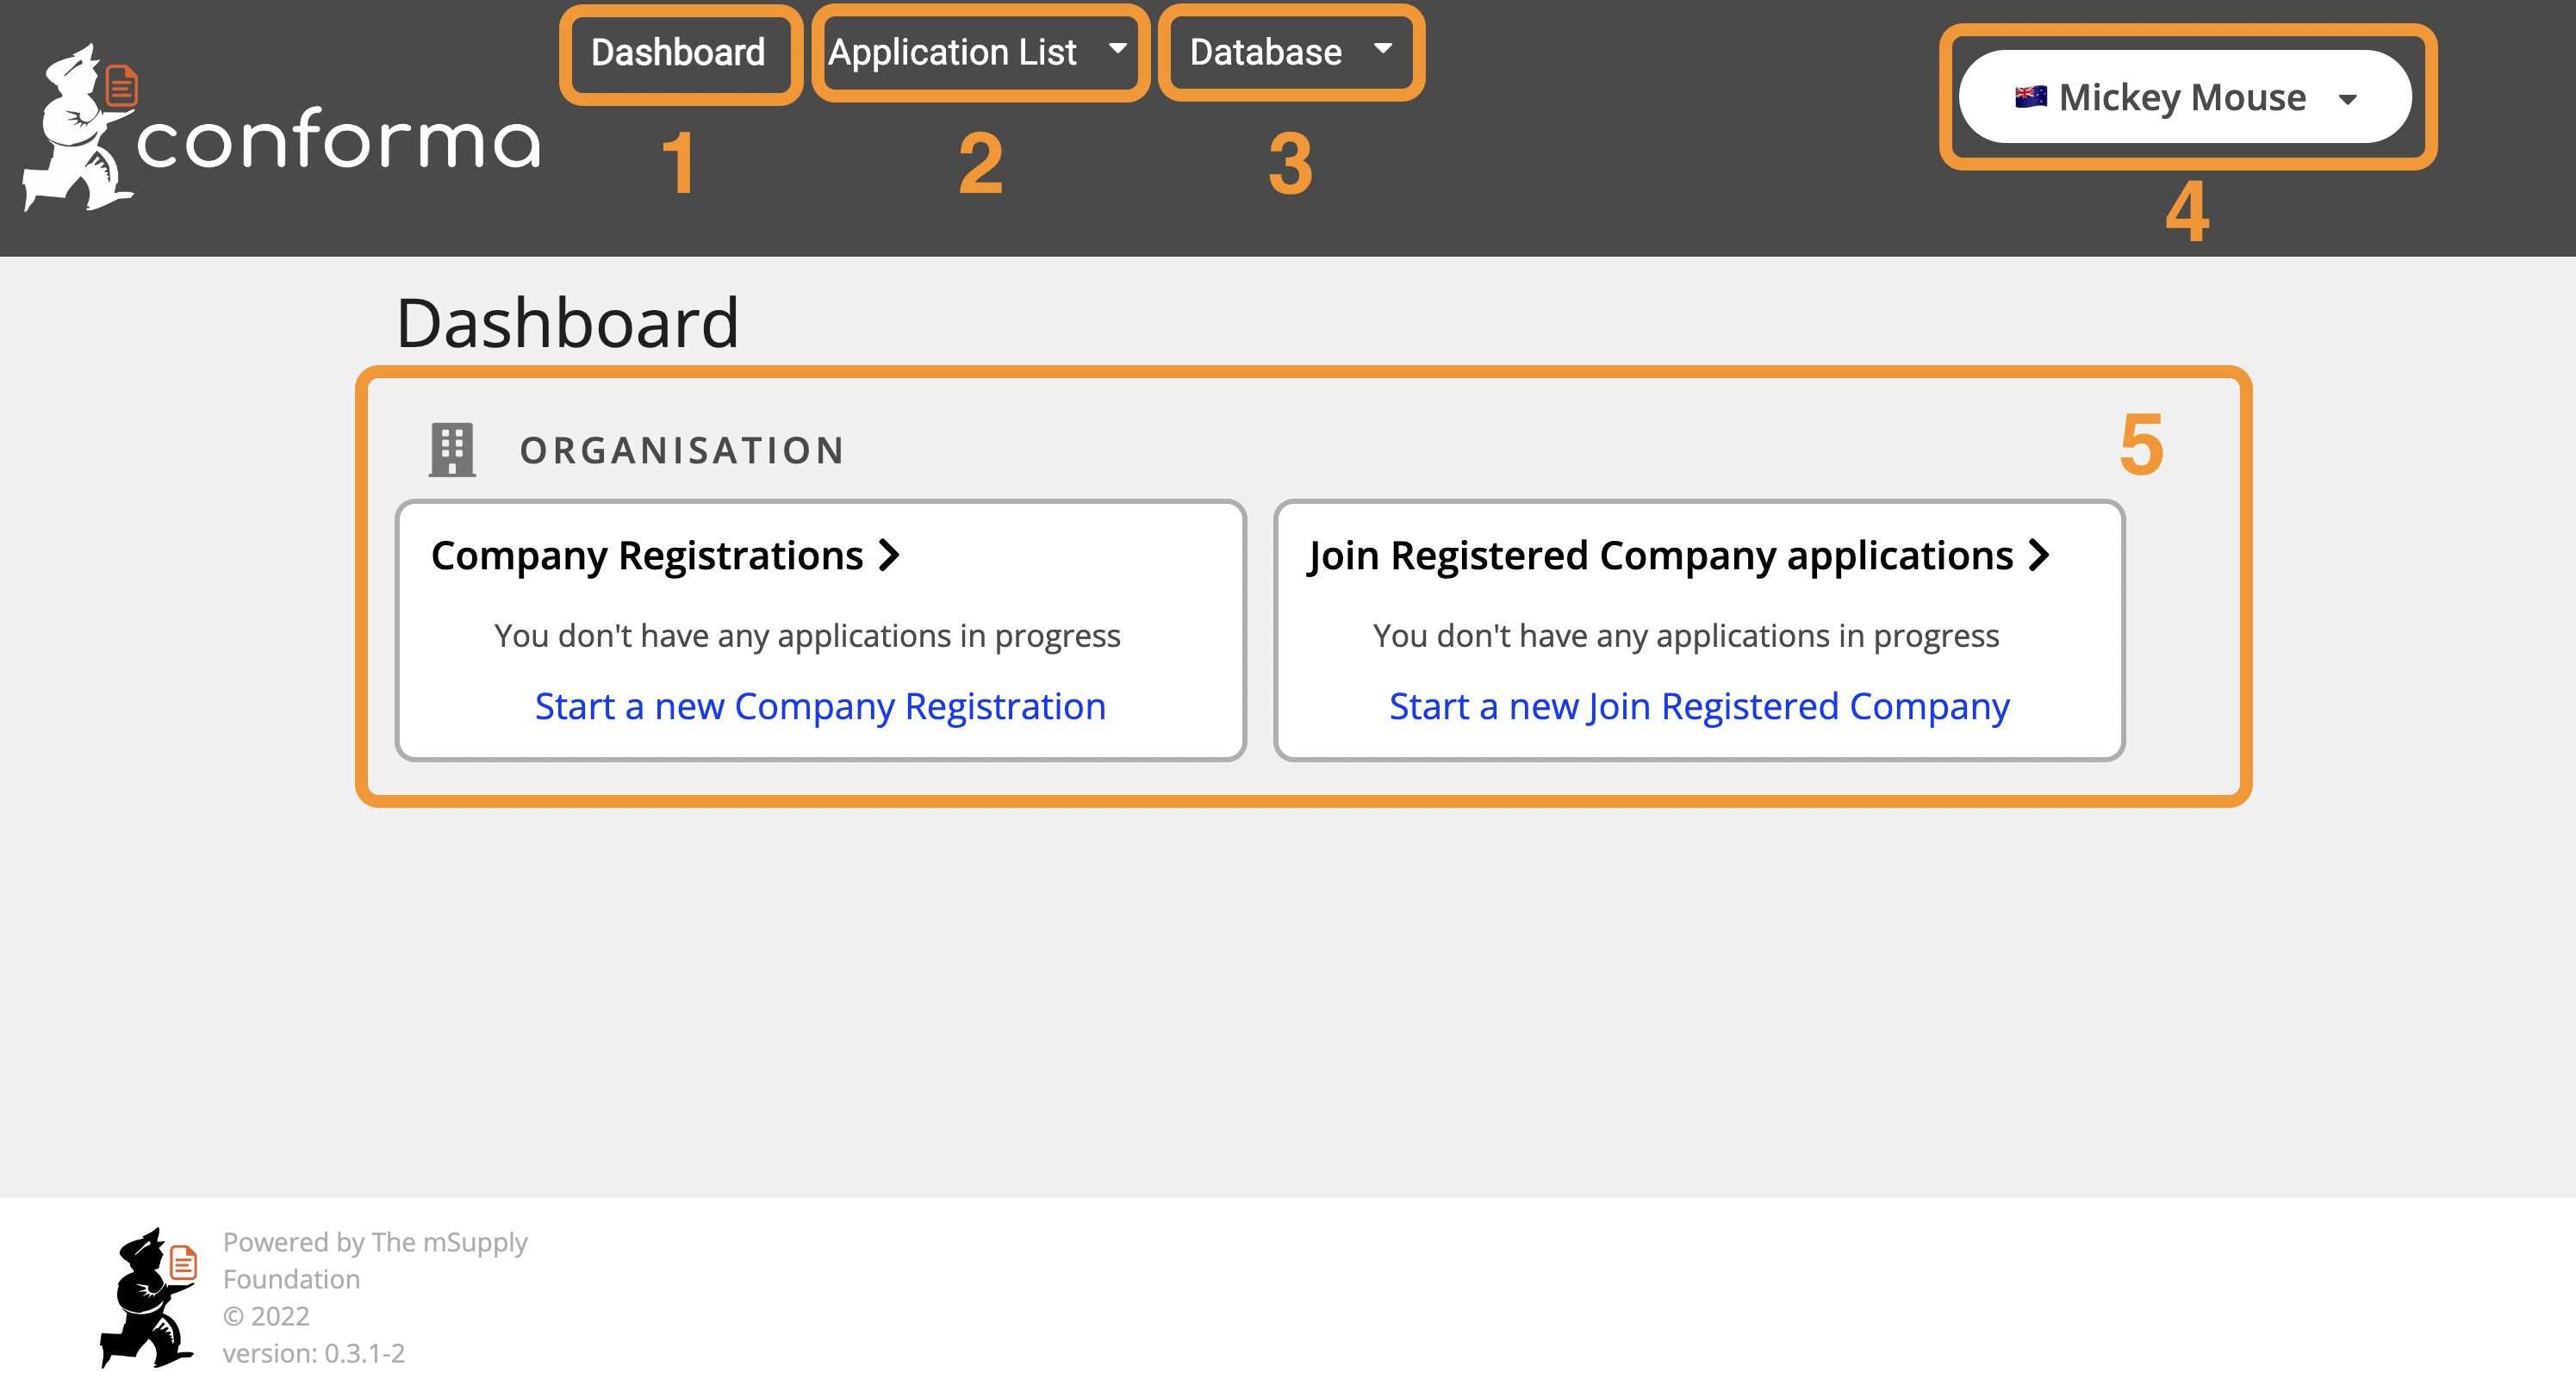 conforma
Dashboard
Application List
Database
Mickey Mouse
1
2
3
4
Dashboard
ORGANISATION
5
Company Registrations
You don't have any applications in progress
Start a new Company Registration
Join Registered Company applications
You don't have any applications in progress
Start a new Join Registered Company
Powered by The mSupply
Foundation
© 2022
version: 0.3.1-2